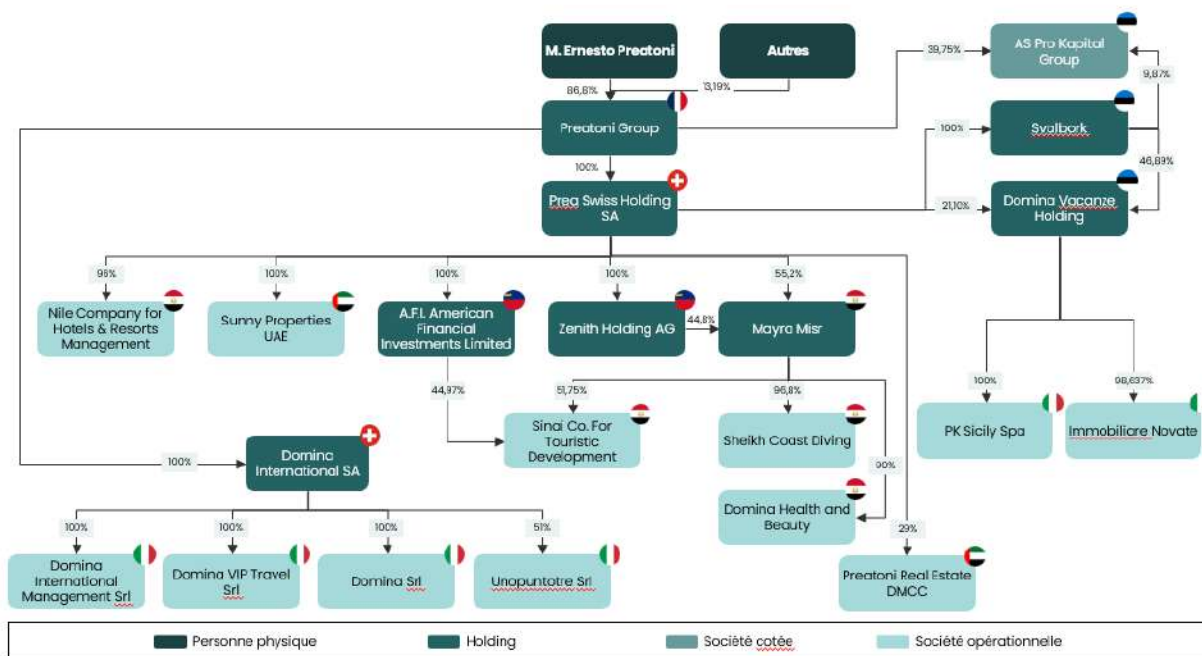 M. Ernesto Preatoni
Autres
AS Pro Kapital
Group
39,75%
86,8%
13,19%
9,87%
Preatoni Group
100%
Svalbork
100%
46,89%
Prea Swiss Holding
SA
21,10%
Domina Vacanze
Holding
96%
100%
100%
100%
55,2%
Nile Company for
Hotels & Resorts
Management
Sunny Properties
UAE
A.F.I. American
Financial
Investments Limited
Zenith Holding AG
44,8%
Mayra Misr
44,97%
51,75%
96,8%
100%
98,637%
Sinai Co. For
Touristic
Development
Sheikh Coast Diving
PK Sicily Spa
Immobiliare Novate
100%
Domina
International SA
90%
Domina Health and
Beauty
100%
100%
100%
51%
29%
Domina
International
Management Srl
Domina VIP Travel
Srl
Domina Srl
Unopuntotre Srl
Preatoni Real Estate
DMCC
Personne physique
Holding
Société cotée
Société opérationnelle